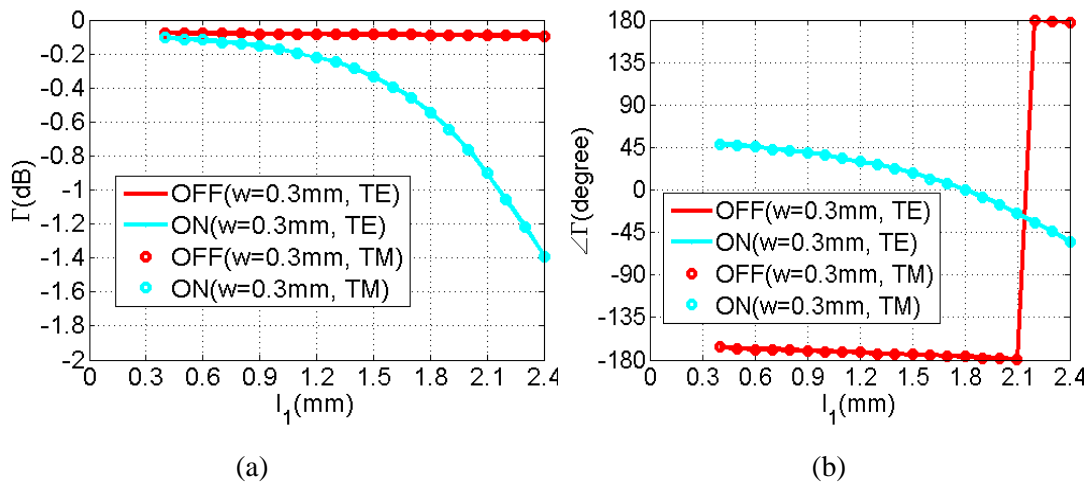 0
-0.2
-0.4
-0.6
-0.8
-1
-1.2
-1.4
-1.6
-1.8
-2
Γ(dB)
OFF(w=0.3mm, TE)
ON(w=0.3mm, TE)
OFF(w=0.3mm, TM)
ON(w=0.3mm, TM)
0 0.3 0.6 0.9 1.2 1.5 1.8 2.1 2.4
l1(mm)
(a)
180
135
90
45
0
-45
-90
-135
-180
∠Γ(degree)
OFF(w=0.3mm, TE)
ON(w=0.3mm, TE)
OFF(w=0.3mm, TM)
ON(w=0.3mm, TM)
0 0.3 0.6 0.9 1.2 1.5 1.8 2.1 2.4
l1(mm)
(b)